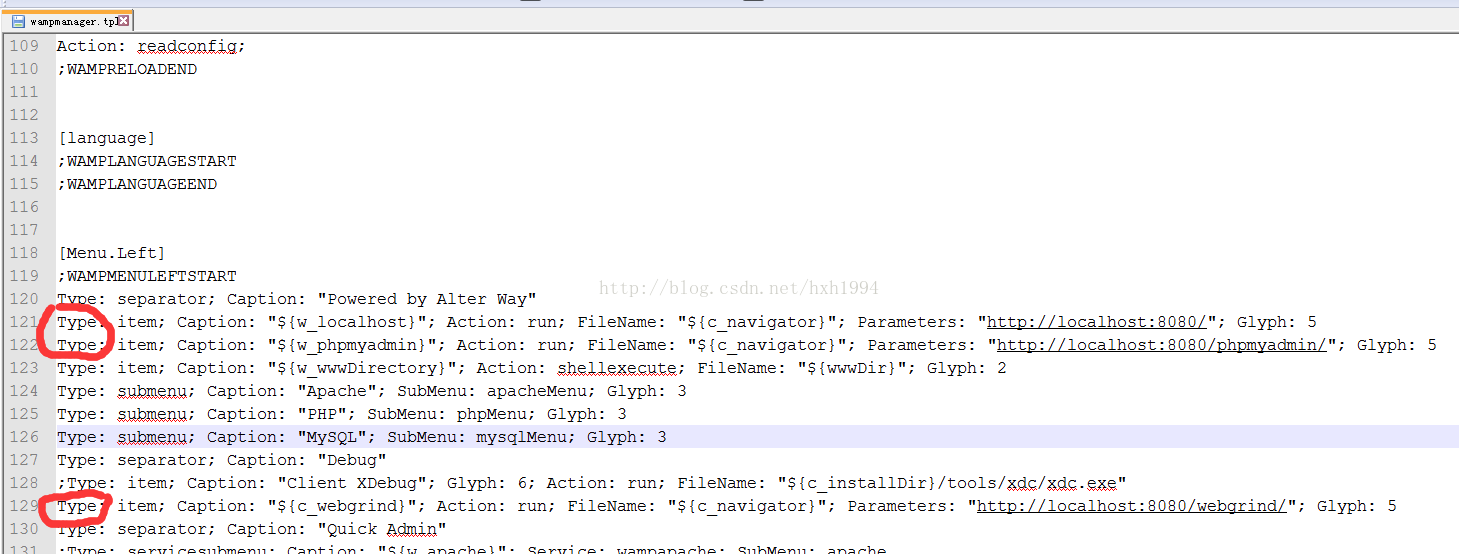 wampmanager.tpl
109 Action: readconfig;
110 ;WAMPRELOADEND
111
112
113 [language]
114 ;WAMPLANGUAGESTART
115 ;WAMPLANGUAGEEND
116
117
118 [Menu.Left]
119 ;WAMPMENULEFTSTART
http://blog.csdn.net/hxh1994
120 Type: separator; Caption: "Powered by Alter Way"
121 Type: item; Caption: "${w_localhost}"; Action: run; FileName: "${c_navigator}"; Parameters: "http://localhost:8080/"; Glyph: 5
122 Type: item; Caption: "${w_phpmyadmin}"; Action: run; FileName: "${c_navigator}"; Parameters: "http://localhost:8080/phpmyadmin/"; Glyph: 5
123 Type: item; Caption: "${w_wwwDirectory}"; Action: shellexecute; FileName: "${wwwDir}"; Glyph: 2
124 Type: submenu; Caption: "Apache"; SubMenu: apacheMenu; Glyph: 3
125 Type: submenu; Caption: "PHP"; SubMenu: phpMenu; Glyph: 3
126 Type: submenu; Caption: "MySQL"; SubMenu: mysqlMenu; Glyph: 3
127 Type: separator; Caption: "Debug"
128 ;Type: item; Caption: "Client XDebug"; Glyph: 6; Action: run; FileName: "${c_installDir}/tools/xdc/xdc.exe"
129 Type: item; Caption: "${c_webgrind}"; Action: run; FileName: "${c_navigator}"; Parameters: "http://localhost:8080/webgrind/"; Glyph: 5
130 Type: separator; Caption: "Quick Admin"
131 ;Type: servicesubmenu; Caption: "${w_apache}"; Service: wampapache; SubMenu: apache